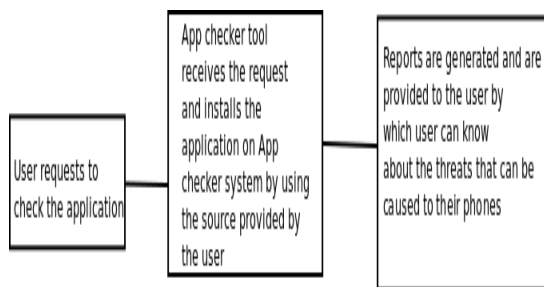 User requests to
check the application
App checker tool
receives the request
and installs the
application on App
checker system by using
the source provided by
the user
Reports are generated and are
provided to the user by
which user can know
about the threats that can be
caused to their phones